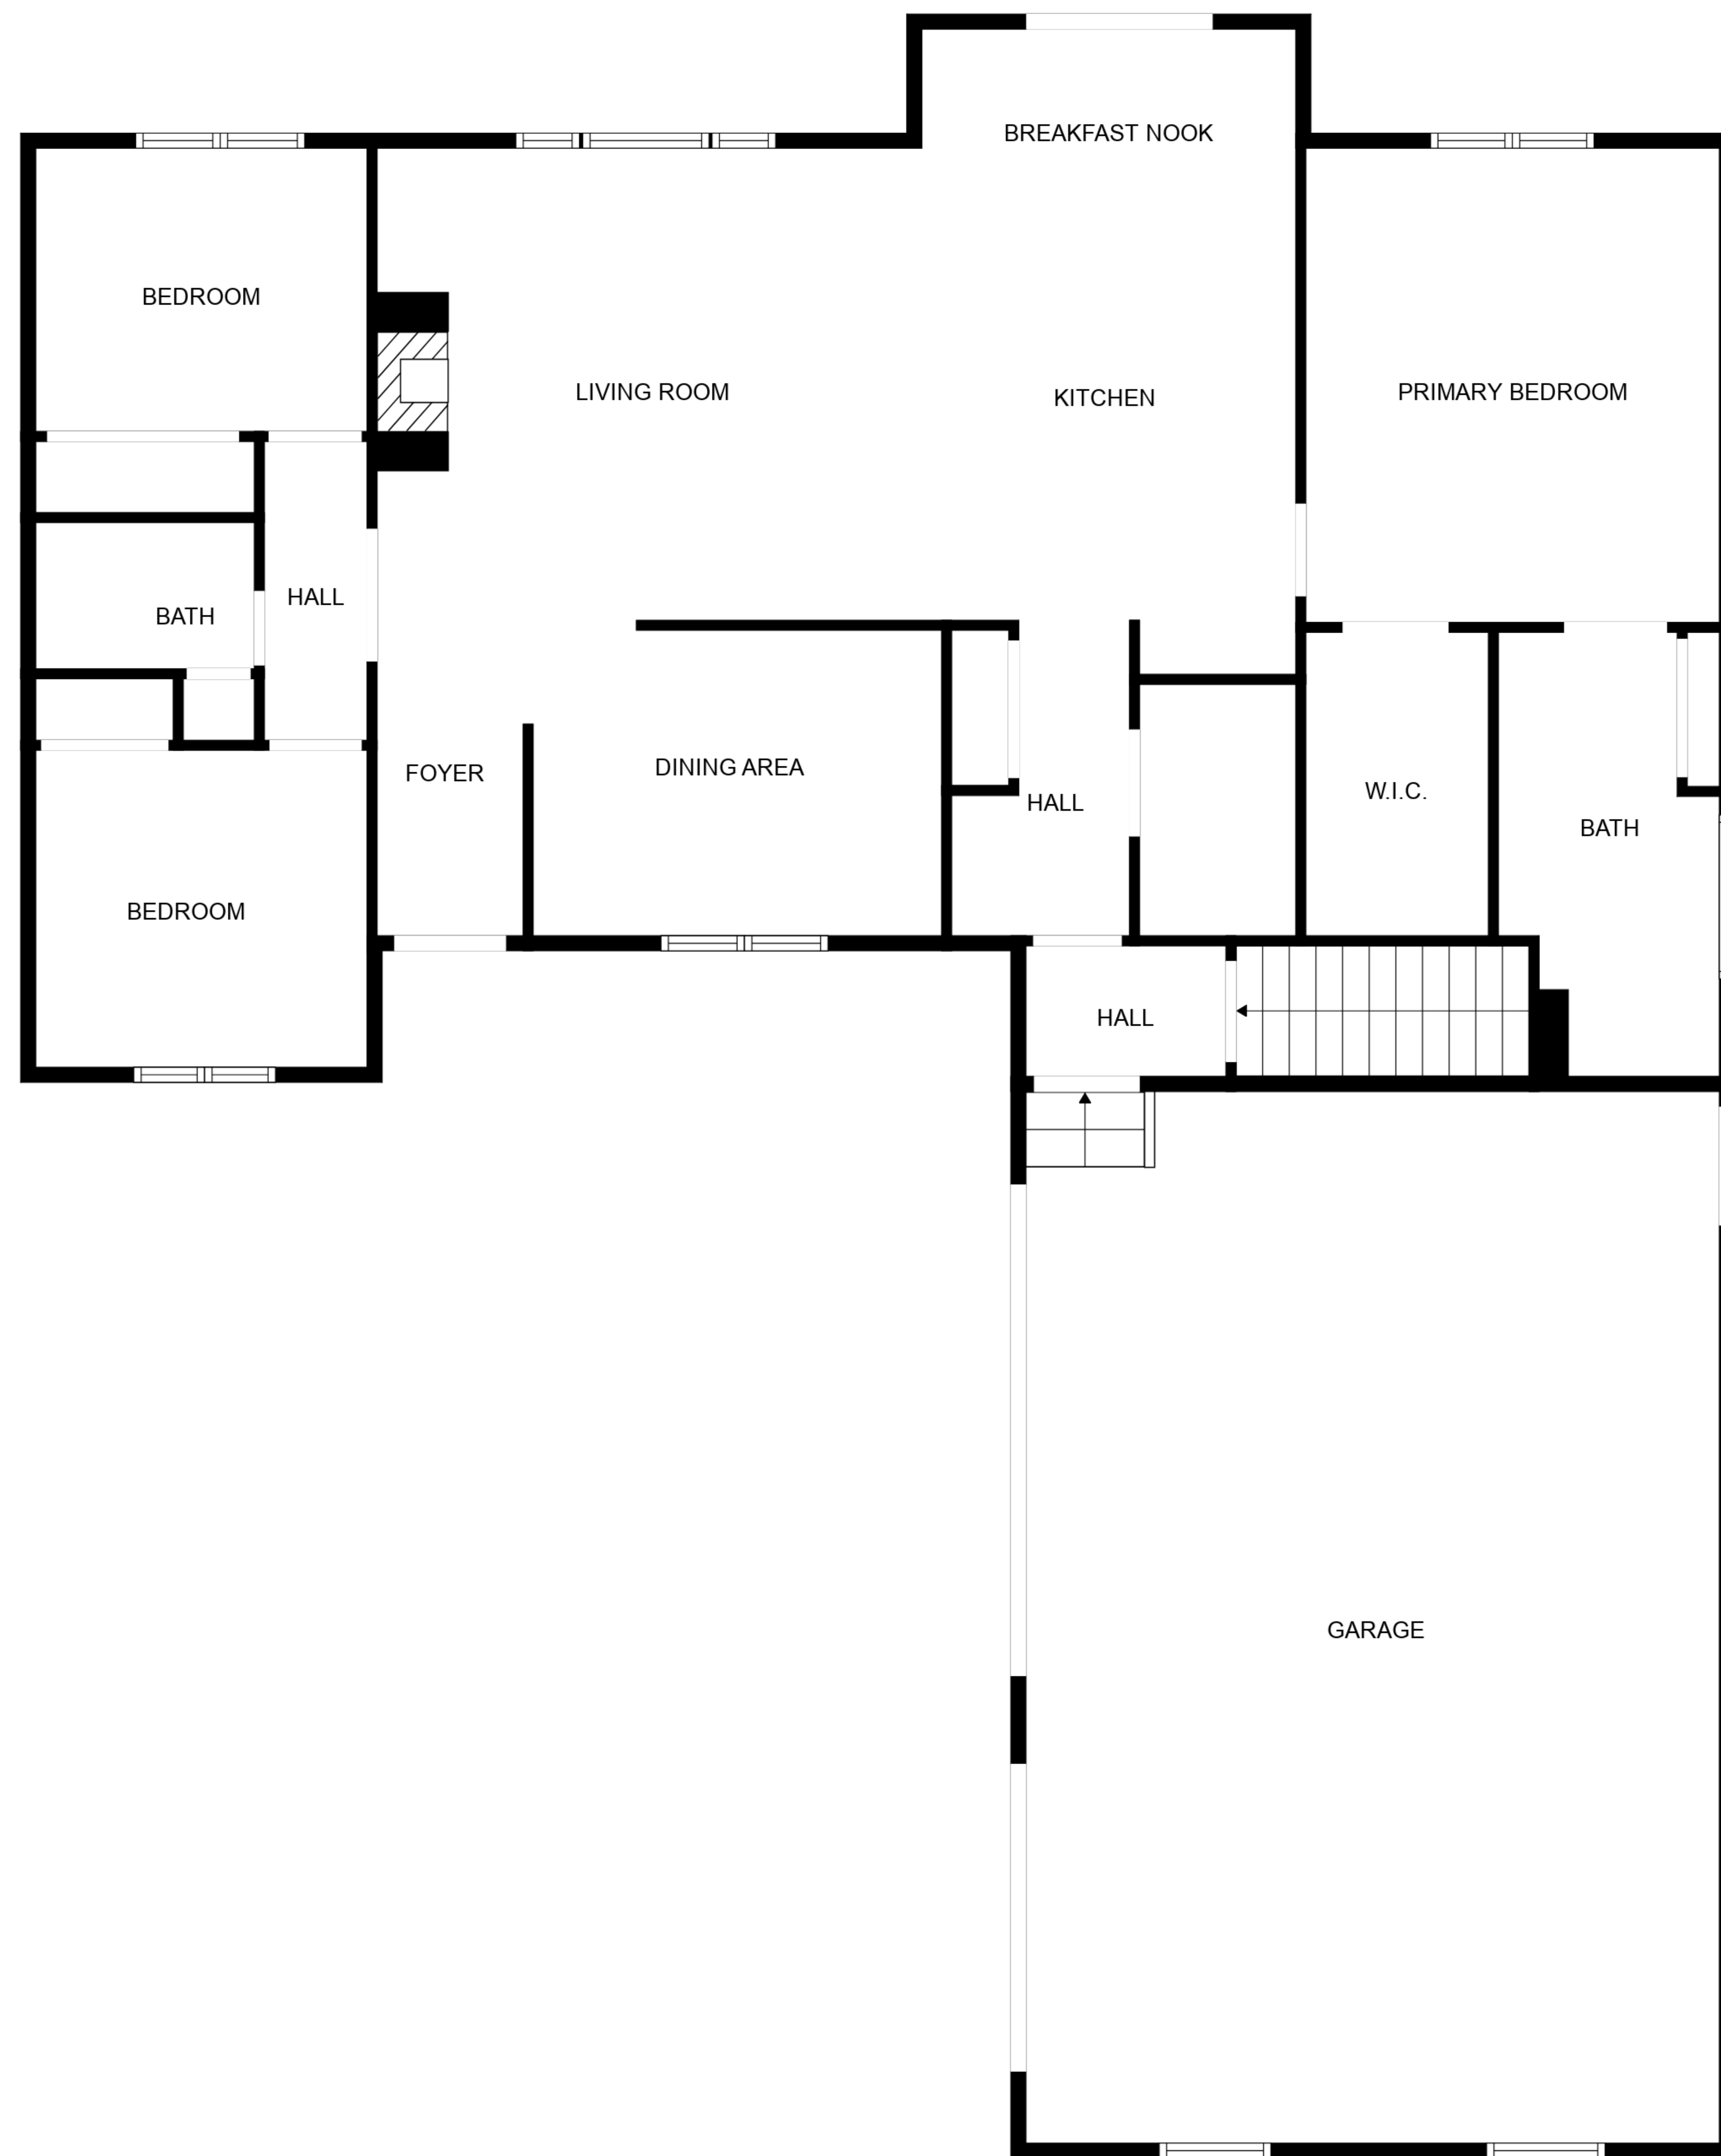 BREAKFAST NOOK
BEDROOM
LIVING ROOM
KITCHEN
PRIMARY BEDROOM
HALL
BATH
FOYER
DINING AREA
HALL
W.I.C.
BATH
BEDROOM
HALL
GARAGE